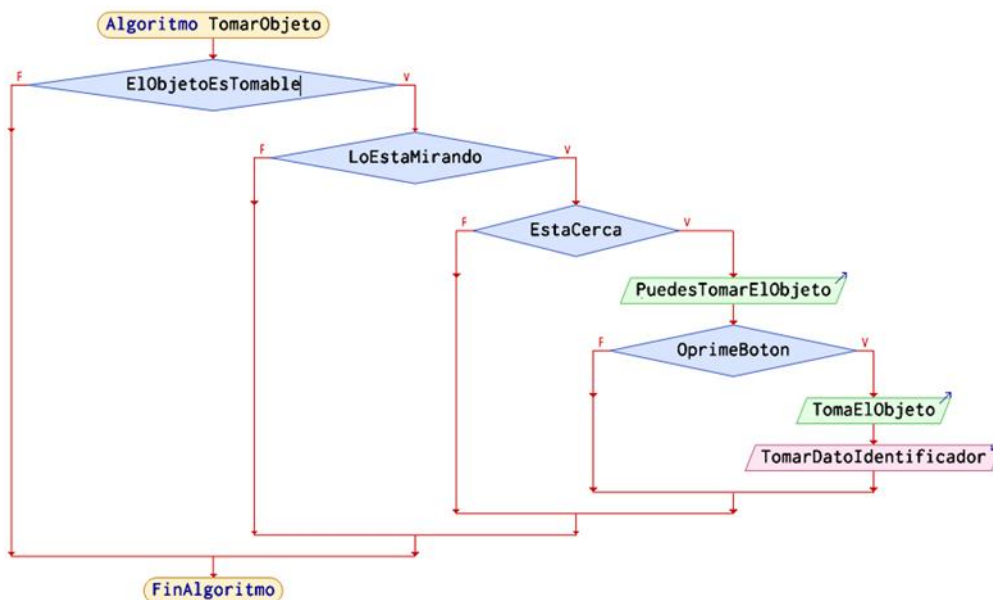 Algoritmo TomarObjeto
F
ElObjetoEsTomable
V
F
LoEstaMirando
V
F
EstaCerca
V
PuedesTomarElObjeto
F
OprimeBoton
V
TomaElObjeto
TomarDatoIdentificador
FinAlgoritmo